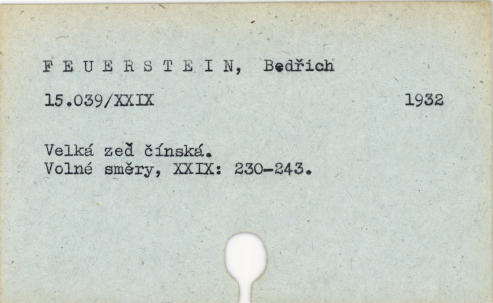 F E U E R S T E I N, Bedřich
15.039/XXIX 1932
Velká zeď čínská.
Volné směry, XXIX: 230-243.